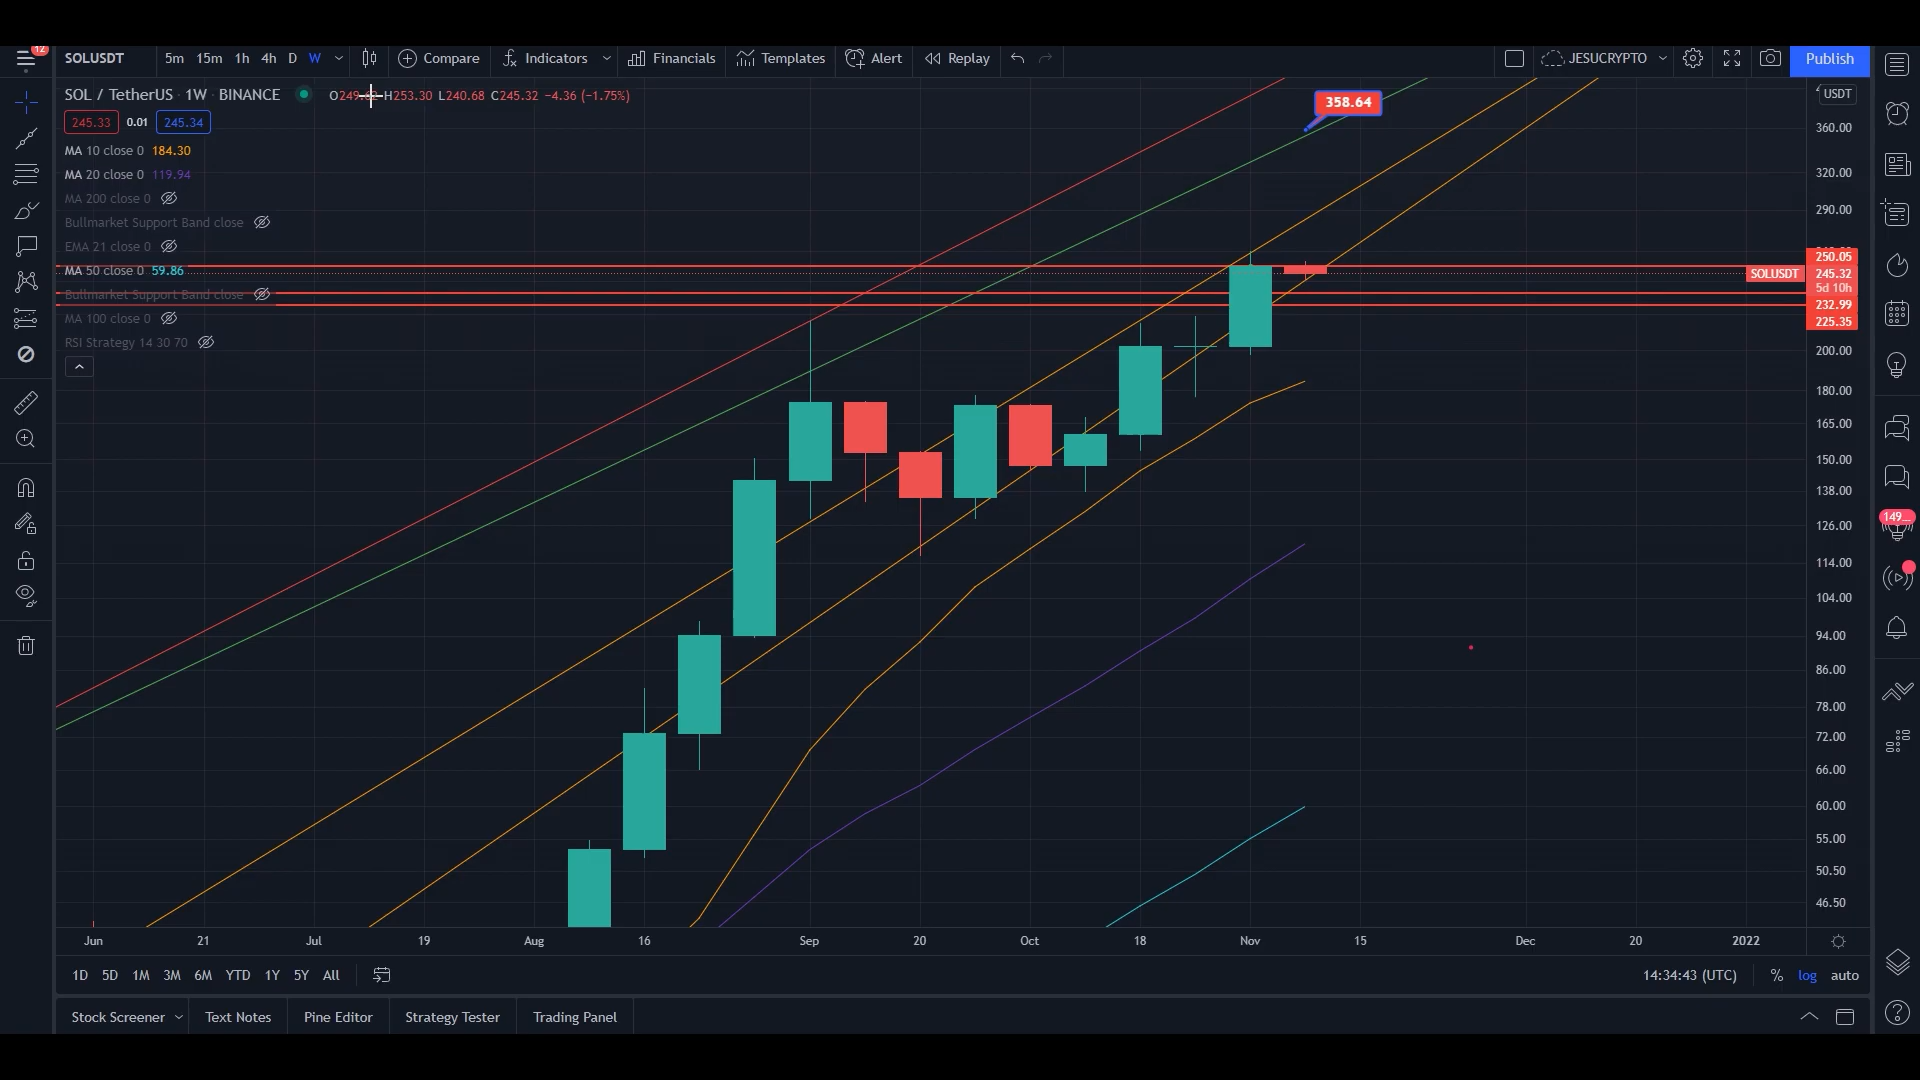 12
SOLUSDT 5m 15m 1h 4h D W Compare Indicators Financials Templates Alert Replay JESUCRYPTO Publish
SOL / TetherUS · 1W · BINANCE H253.30 L240.68 C245.32 −4.36 (−1.75%)
USDT
358.64
245.33 0.01 245.34
MA 10 close 0 184.30
MA 20 close 0 119.94
MA 200 close 0
Bullmarket Support Band close
EMA 21 close 0
MA 50 close 0 59.86
Bullmarket Support Band close
MA 100 close 0
RSI Strategy 14 30 70
360.00
320.00
290.00
250.05
SOLUSDT 245.32
5d 10h
232.99
225.35
200.00
180.00
165.00
150.00
138.00
126.00
114.00
104.00
94.00
86.00
78.00
72.00
66.00
60.00
55.00
50.50
46.50
149...
Jun 21 Jul 19 Aug 16 Sep 20 Oct 18 Nov 15 Dec 20 2022
1D 5D 1M 3M 6M YTD 1Y 5Y All 14:34:43 (UTC) % log auto
Stock Screener Text Notes Pine Editor Strategy Tester Trading Panel